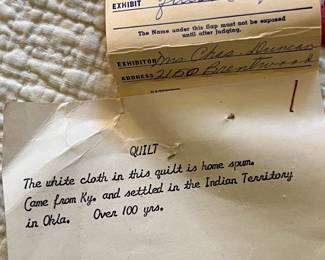 EXHIBIT
The Name under this flap must not be exposed
until after judging.
EXHIBITOR Mrs Chas. Duncan
ADDRESS 2160 Brentwood
QUILT
The white cloth in this quilt is home spun.
Came from Ky. and settled in the Indian Territory
in Okla. Over 100 yrs.